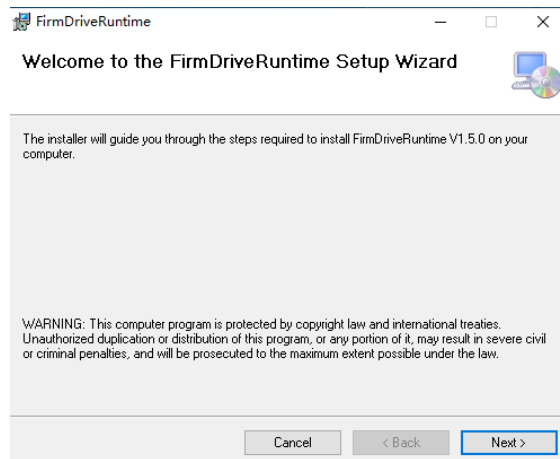 FirmDriveRuntime
Welcome to the FirmDriveRuntime Setup Wizard
The installer will guide you through the steps required to install FirmDriveRuntime V1.5.0 on your
computer.
WARNING: This computer program is protected by copyright law and international treaties.
Unauthorized duplication or distribution of this program, or any portion of it, may result in severe civil
or criminal penalties, and will be prosecuted to the maximum extent possible under the law.
Cancel < Back Next >